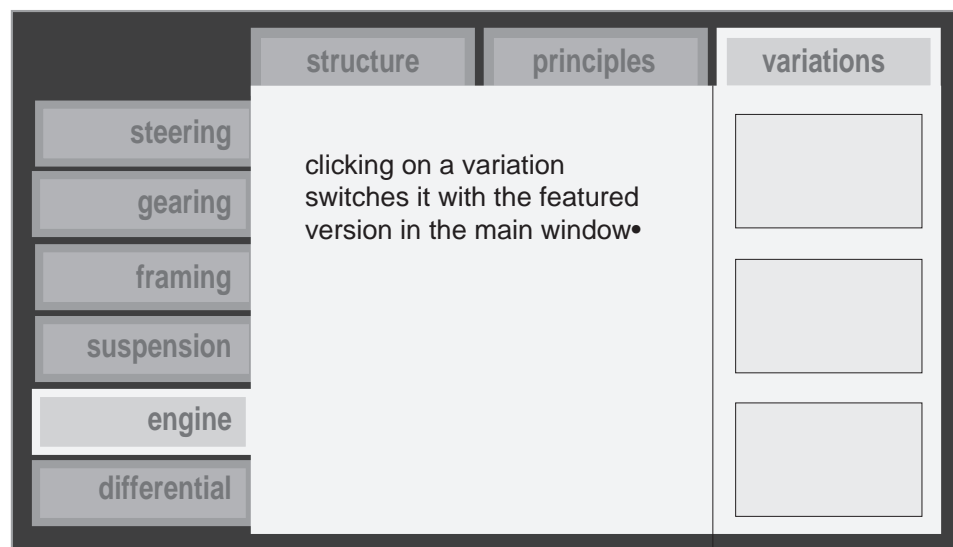 structure
principles
variations
steering
gearing
framing
suspension
engine
differential
clicking on a variation
switches it with the featured
version in the main window•